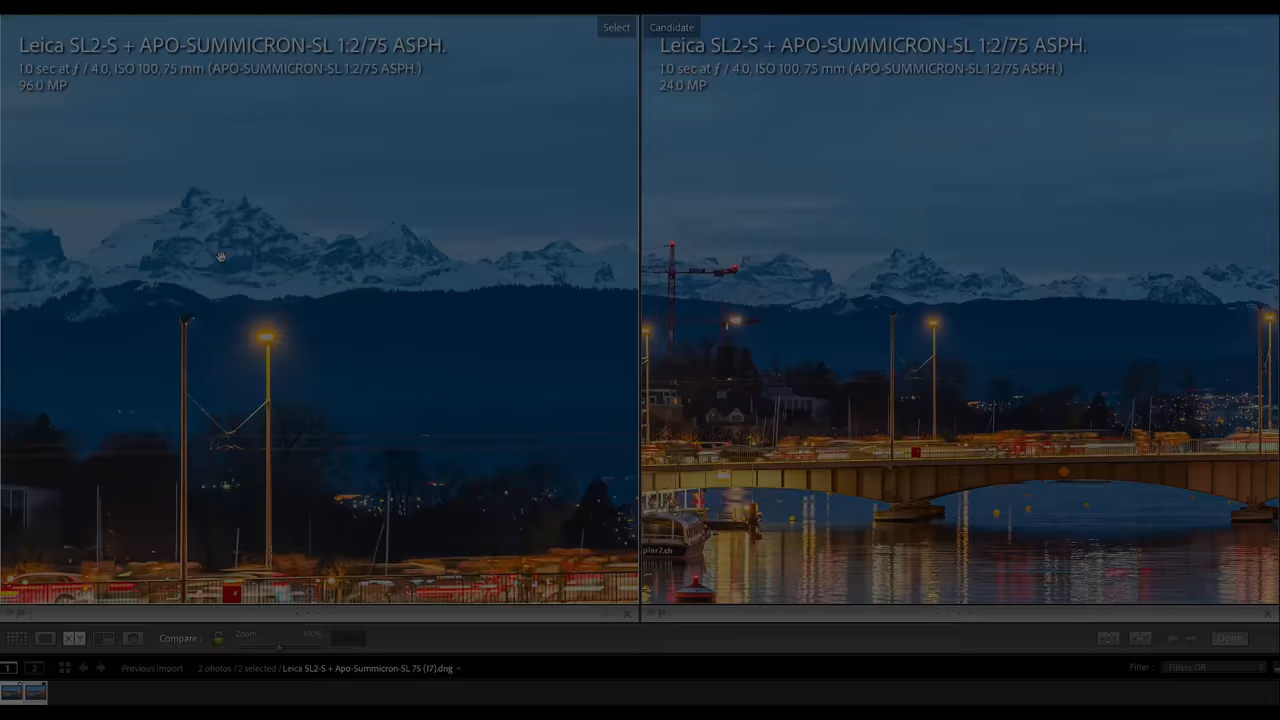 Select
Leica SL2-S + APO-SUMMICRON-SL 1:2/75 ASPH.
1.0 sec at ƒ / 4.0, ISO 100, 75 mm (APO-SUMMICRON-SL 1:2/75 ASPH.)
96.0 MP
Candidate
Leica SL2-S + APO-SUMMICRON-SL 1:2/75 ASPH.
1.0 sec at ƒ / 4.0, ISO 100, 75 mm (APO-SUMMICRON-SL 1:2/75 ASPH.)
24.0 MP
pier7.ch
X Y Compare : Zoom 100% Done
1 2 Previous Import 2 photos / 2 selected / Leica SL2-S + Apo-Summicron-SL 75 (17).dng Filter : Filters Off